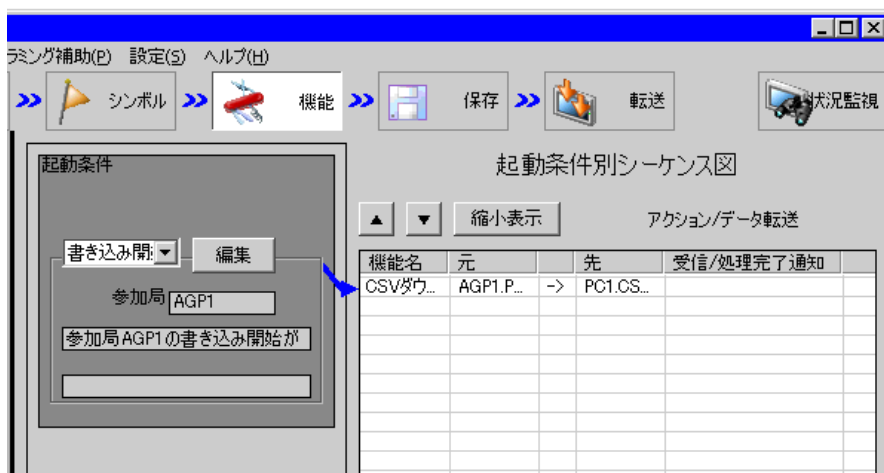 ラミング補助(P) 設定(S) ヘルプ(H)
シンボル 機能 保存 転送 状況監視
起動条件
起動条件別シーケンス図
縮小表示 アクション/データ転送
書き込み開 編集
機能名 元 先 受信/処理完了通知
CSVダウ... AGP1.P... -> PC1.CS...
参加局 AGP1
参加局AGP1の書き込み開始が